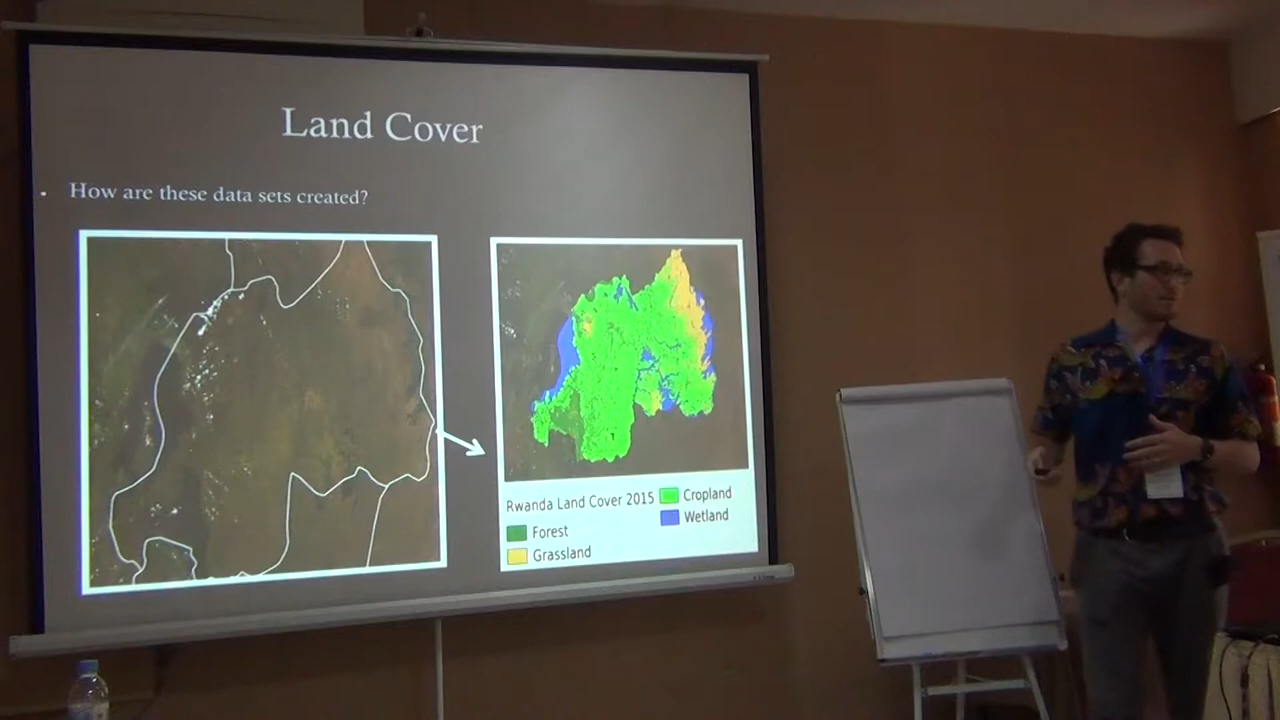 Land Cover
• How are these data sets created?
Rwanda Land Cover 2015
Forest
Grassland
Cropland
Wetland